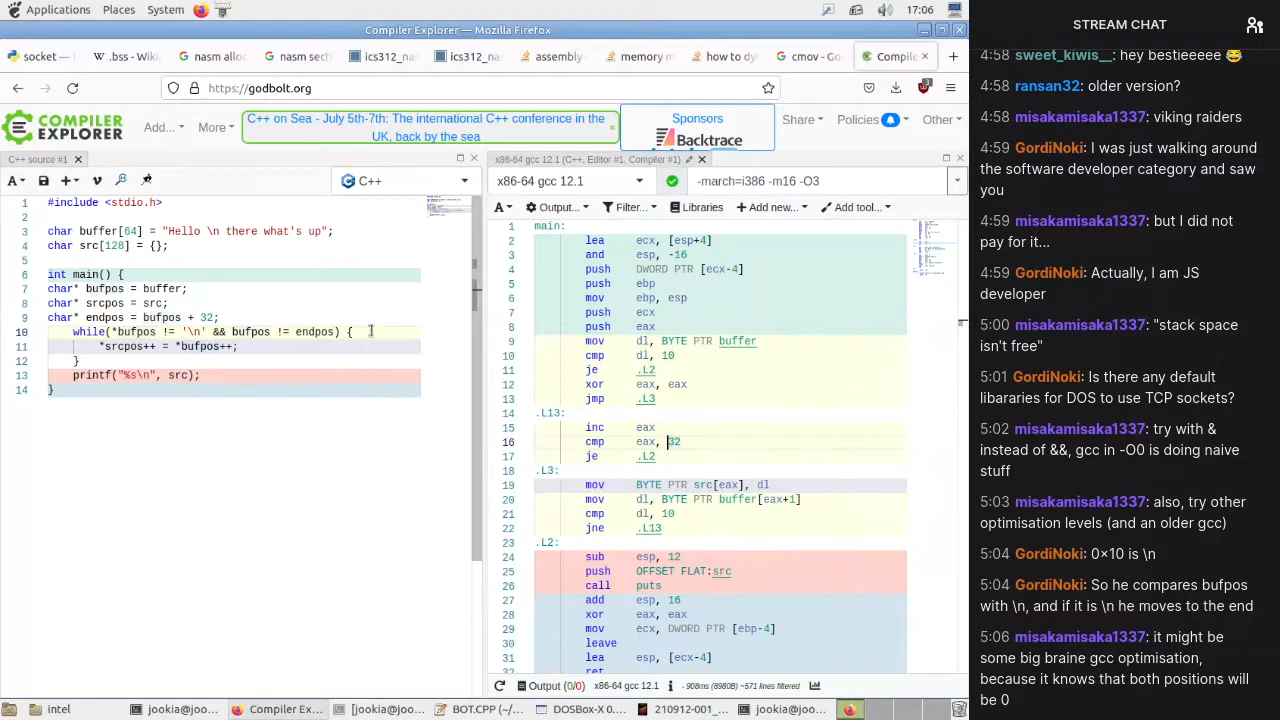 Applications Places System 17:06
Compiler Explorer — Mozilla Firefox
socket — .bss - Wiki nasm alloc nasm sect ics312_na ics312_na assembly memory how to dy cmov - goo Compile
https://godbolt.org 3
COMPILER
EXPLORER
Add... More
C++ on Sea - July 5th-7th: The international C++ conference in the
UK, back by the sea
×
Sponsors
Backtrace
Share Policies Other
C++ source #1
A C++
1 #include <stdio.h>
2
3 char buffer[64] = "Hello \n there what's up";
4 char src[128] = {};
5
6 int main() {
7 char* bufpos = buffer;
8 char* srcpos = src;
9 char* endpos = bufpos + 32;
10 while(*bufpos != '\n' && bufpos != endpos) {
11 *srcpos++ = *bufpos++;
12 }
13 printf("%s\n", src);
14 }
x86-64 gcc 12.1 (C++, Editor #1, Compiler #1)
x86-64 gcc 12.1 -march=i386 -m16 -O3
A Output... Filter... Libraries Add new... Add tool...
1 main:
2 lea ecx, [esp+4]
3 and esp, -16
4 push DWORD PTR [ecx-4]
5 push ebp
6 mov ebp, esp
7 push ecx
8 push eax
9 mov dl, BYTE PTR buffer
10 cmp dl, 10
11 je .L2
12 xor eax, eax
13 jmp .L3
14 .L13:
15 inc eax
16 cmp eax, 32
17 je .L2
18 .L3:
19 mov BYTE PTR src[eax], dl
20 mov dl, BYTE PTR buffer[eax+1]
21 cmp dl, 10
22 jne .L13
23 .L2:
24 sub esp, 12
25 push OFFSET FLAT:src
26 call puts
27 add esp, 16
28 xor eax, eax
29 mov ecx, DWORD PTR [ebp-4]
30 leave
31 lea esp, [ecx-4]
32 ret
Output (0/0) x86-64 gcc 12.1 - 908ms (8980B) ~571 lines filtered
intel jookia@jooki... Compiler Ex... [jookia@joo... BOT.CPP (~/... DOSBox-X 0.... 210912-001_... jookia@jooki...
STREAM CHAT
4:58 sweet_kiwis__: hey bestieeeee 😂
4:58 ransan32: older version?
4:58 misakamisaka1337: viking raiders
4:59 GordiNoki: I was just walking around
the software developer category and saw
you
4:59 misakamisaka1337: but I did not
pay for it...
4:59 GordiNoki: Actually, I am JS
developer
5:00 misakamisaka1337: "stack space
isn't free"
5:01 GordiNoki: Is there any default
libararies for DOS to use TCP sockets?
5:02 misakamisaka1337: try with &
instead of &&, gcc in -O0 is doing naive
stuff
5:03 misakamisaka1337: also, try other
optimisation levels (and an older gcc)
5:04 GordiNoki: 0x10 is \n
5:04 GordiNoki: So he compares bufpos
with \n, and if it is \n he moves to the end
5:06 misakamisaka1337: it might be
some big braine gcc optimisation,
because it knows that both positions will
be 0